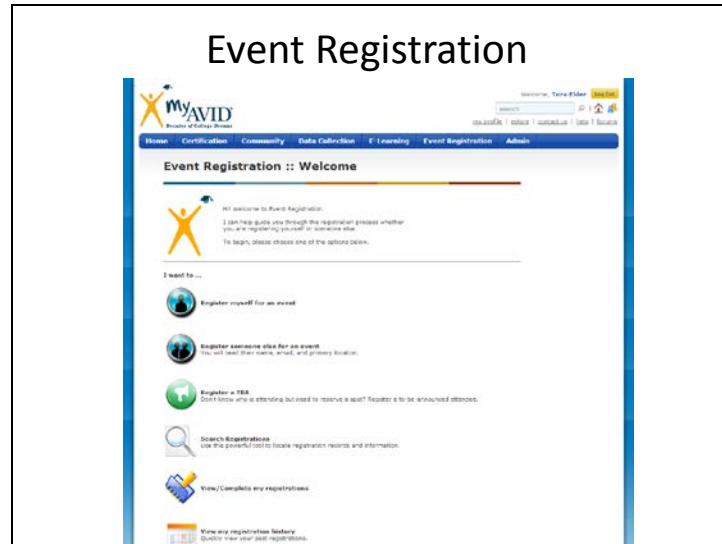 Event Registration
Welcome, Tora Elder Log Out
My AVID
search
Decades of College Dreams
my profile | orders | contact us | help | forums
Home Certification Community Data Collection E-Learning Event Registration Admin
Event Registration :: Welcome
Hi! Welcome to Event Registration.
I can help guide you through the registration process whether
you are registering yourself or someone else.
To begin, please choose one of the options below.
I want to ...
Register myself for an event
Register someone else for an event
You will need their name, email, and primary location.
Register a TBA
Don't know who is attending but need to reserve a spot? Register a to be announced attendee.
Search Registrations
Use this powerful tool to locate registration records and information.
View/Complete my registrations
View my registration history
Quickly view your past registrations.